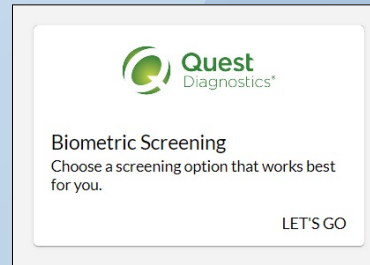 Quest
Diagnostics®
Biometric Screening
Choose a screening option that works best
for you.
LET'S GO